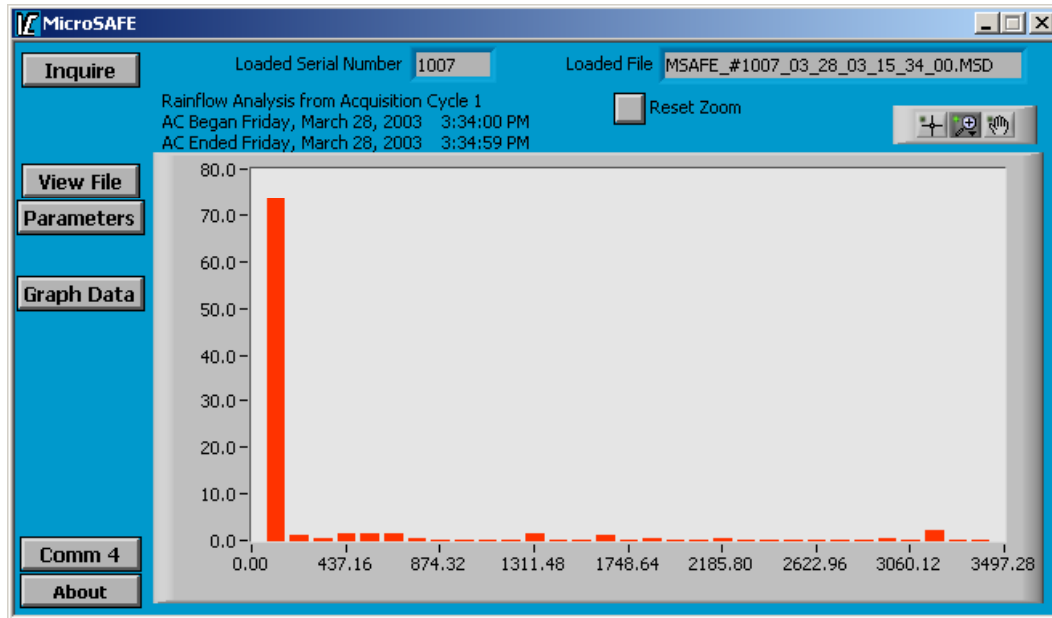 MicroSAFE
Inquire
Loaded Serial Number 1007
Loaded File MSAFE_#1007_03_28_03_15_34_00.MSD
Rainflow Analysis from Acquisition Cycle 1
AC Began Friday, March 28, 2003 3:34:00 PM
AC Ended Friday, March 28, 2003 3:34:59 PM
Reset Zoom
View File
Parameters
Graph Data
Comm 4
About
80.0
70.0
60.0
50.0
40.0
30.0
20.0
10.0
0.0
0.00 437.16 874.32 1311.48 1748.64 2185.80 2622.96 3060.12 3497.28